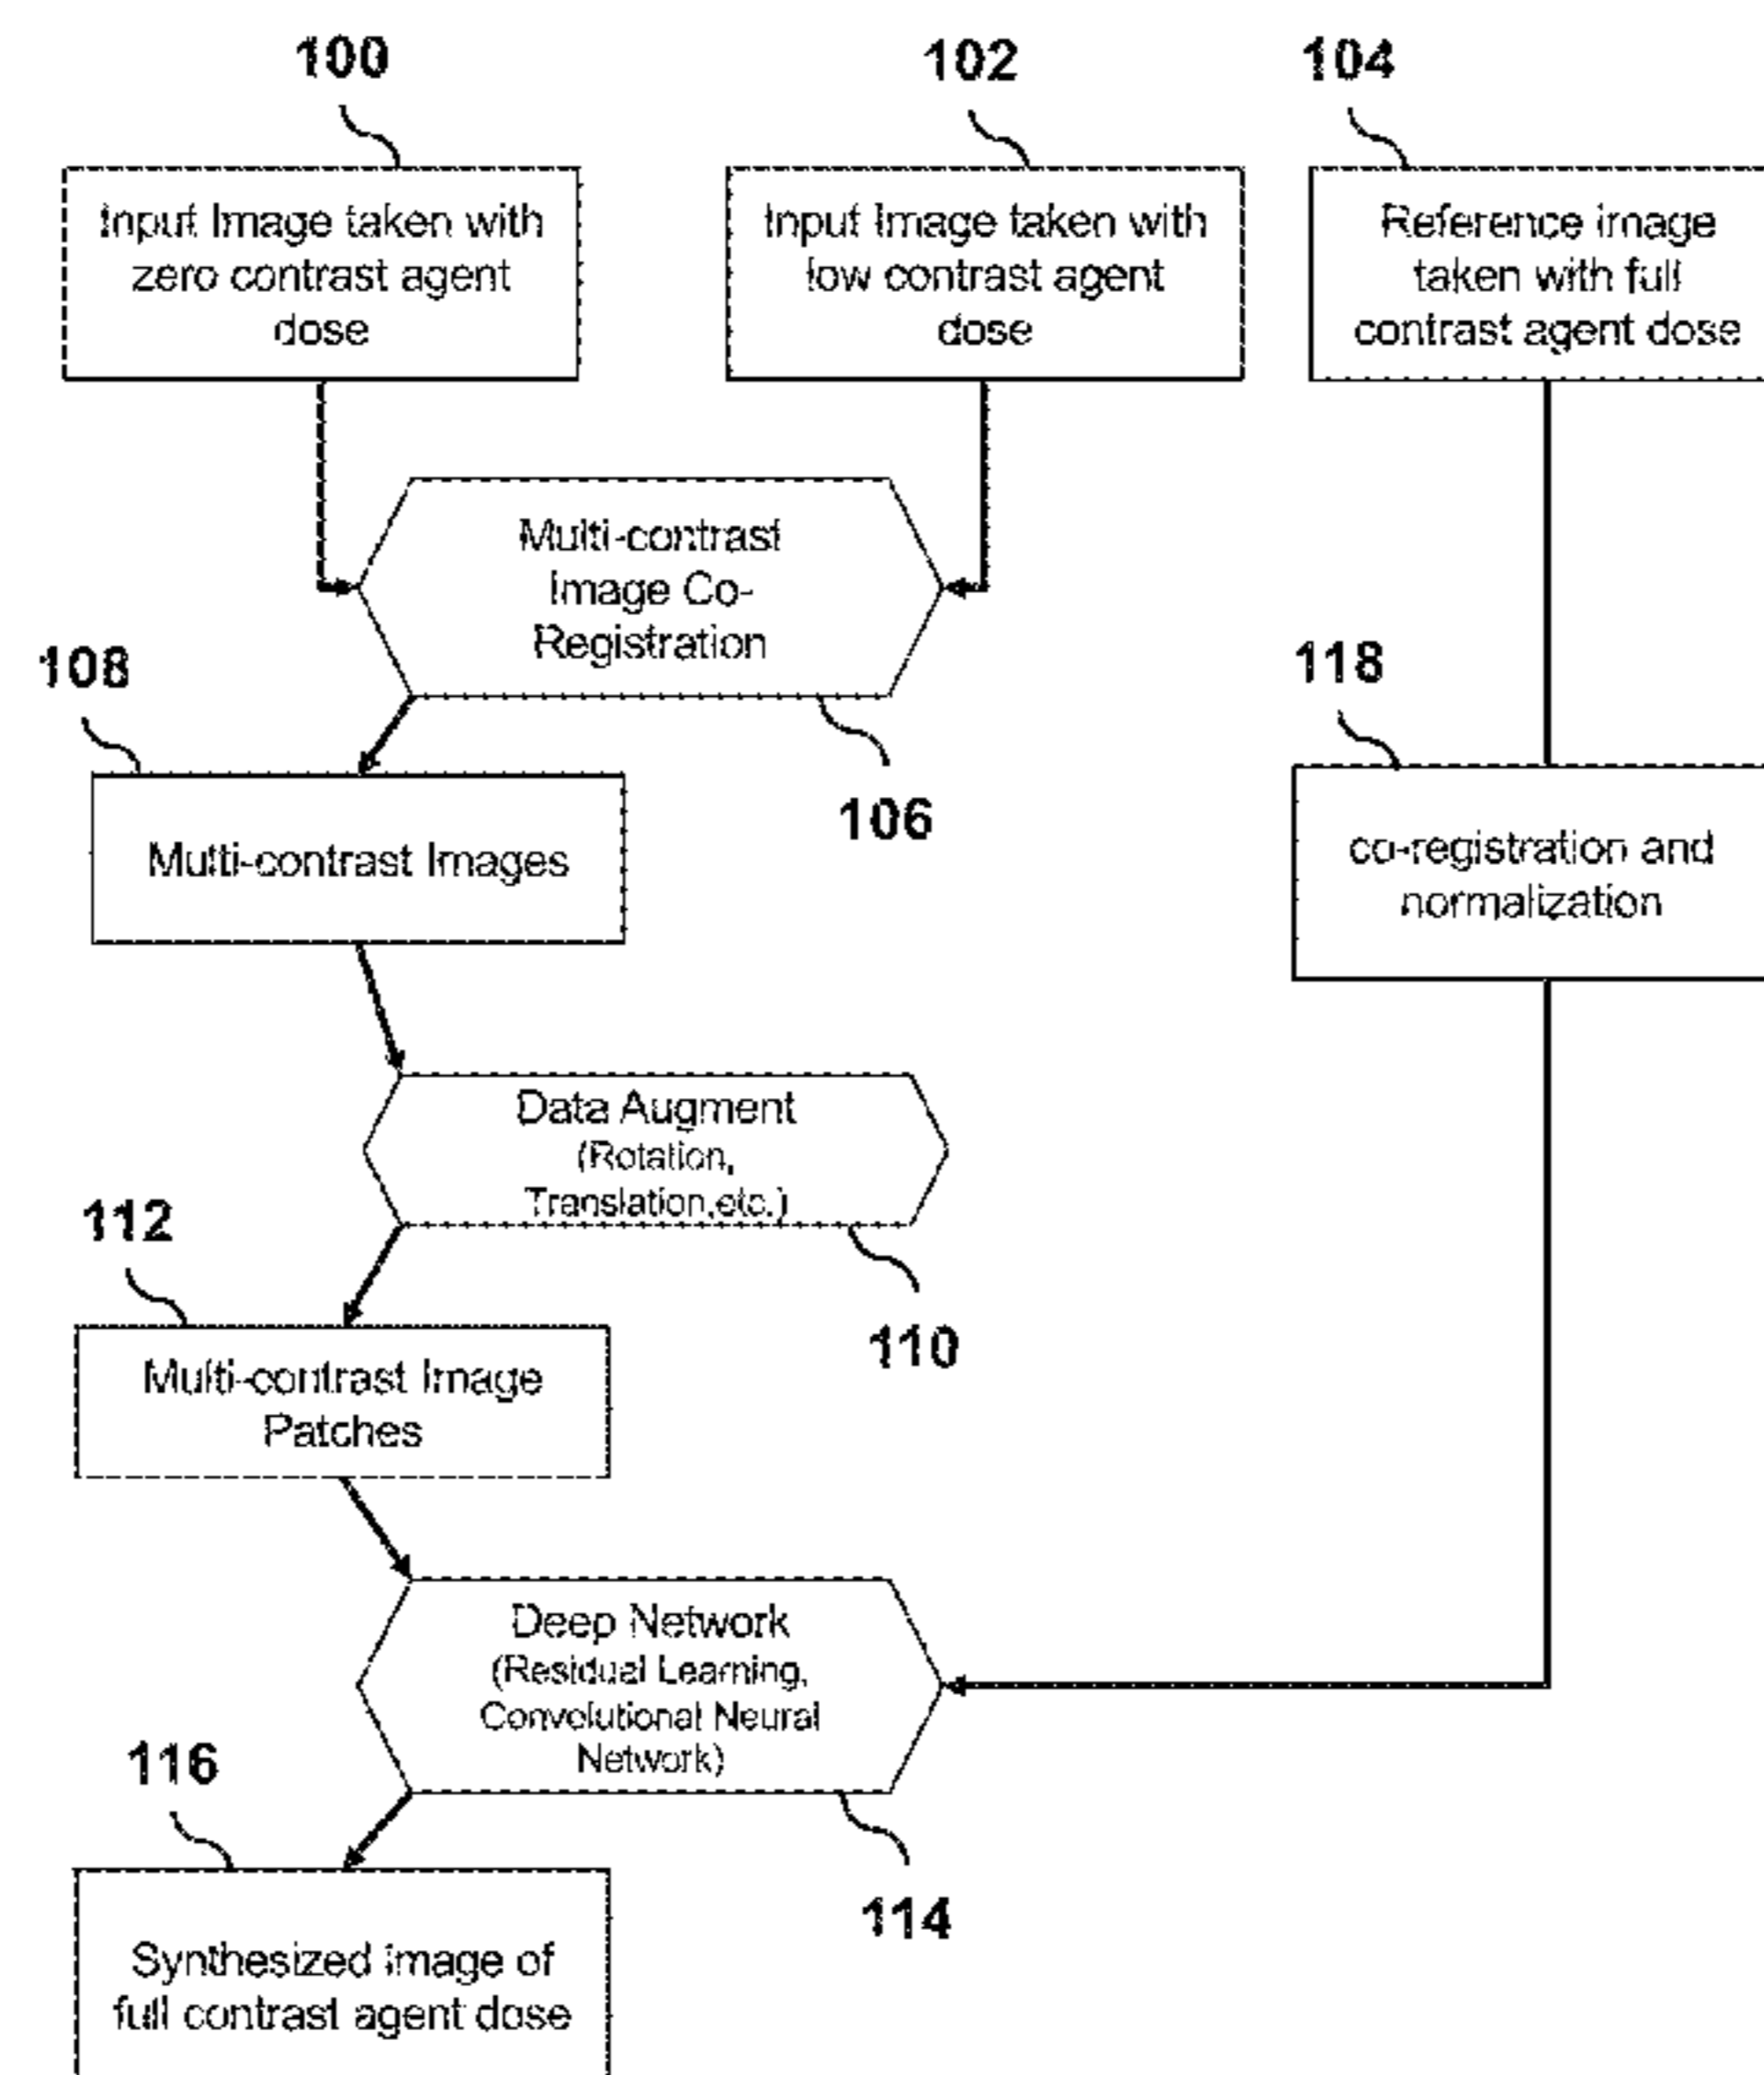 100
102
104
Input Image taken with
zero contrast agent
dose
Input Image taken with
low contrast agent
dose
Reference image
taken with full
contrast agent dose
Multi-contrast
Image Co-
Registration
106
108
Multi-contrast Images
118
co-registration and
normalization
Data Augment
(Rotation,
Translation,etc.)
110
112
Multi-contrast Image
Patches
Deep Network
(Residual Learning,
Convolutional Neural
Network)
114
116
Synthesized image of
full contrast agent dose